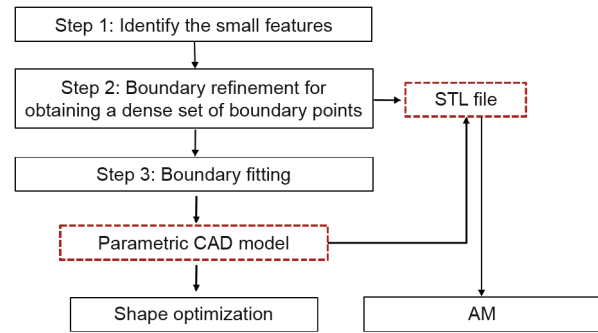 Step 1: Identify the small features
Step 2: Boundary refinement for
obtaining a dense set of boundary points
STL file
Step 3: Boundary fitting
Parametric CAD model
Shape optimization
AM